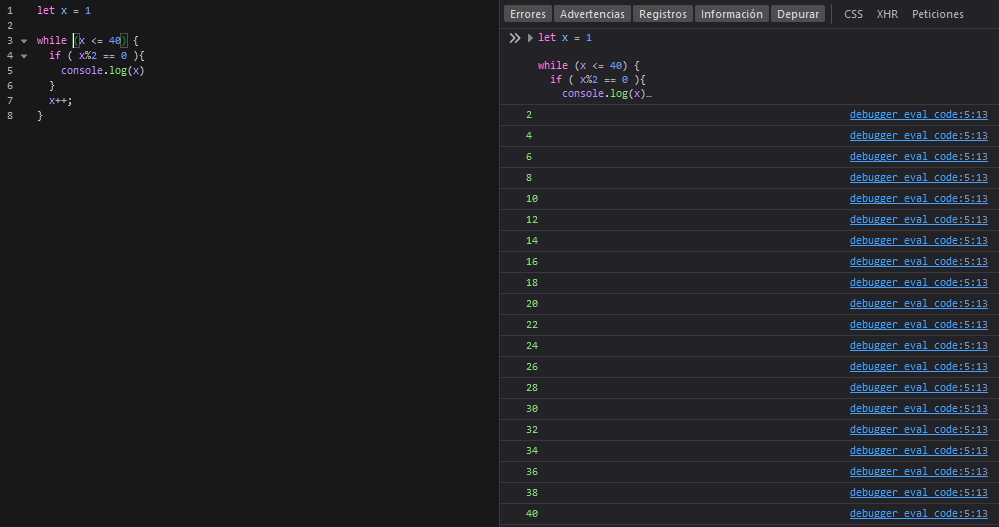 1 let x = 1
2
3 while (x <= 40) {
4 if ( x%2 == 0 ){
5 console.log(x)
6 }
7 x++;
8 }
Errores Advertencias Registros Información Depurar CSS XHR Peticiones
let x = 1
while (x <= 40) {
if ( x%2 == 0 ){
console.log(x)…
2 debugger eval code:5:13
4 debugger eval code:5:13
6 debugger eval code:5:13
8 debugger eval code:5:13
10 debugger eval code:5:13
12 debugger eval code:5:13
14 debugger eval code:5:13
16 debugger eval code:5:13
18 debugger eval code:5:13
20 debugger eval code:5:13
22 debugger eval code:5:13
24 debugger eval code:5:13
26 debugger eval code:5:13
28 debugger eval code:5:13
30 debugger eval code:5:13
32 debugger eval code:5:13
34 debugger eval code:5:13
36 debugger eval code:5:13
38 debugger eval code:5:13
40 debugger eval code:5:13